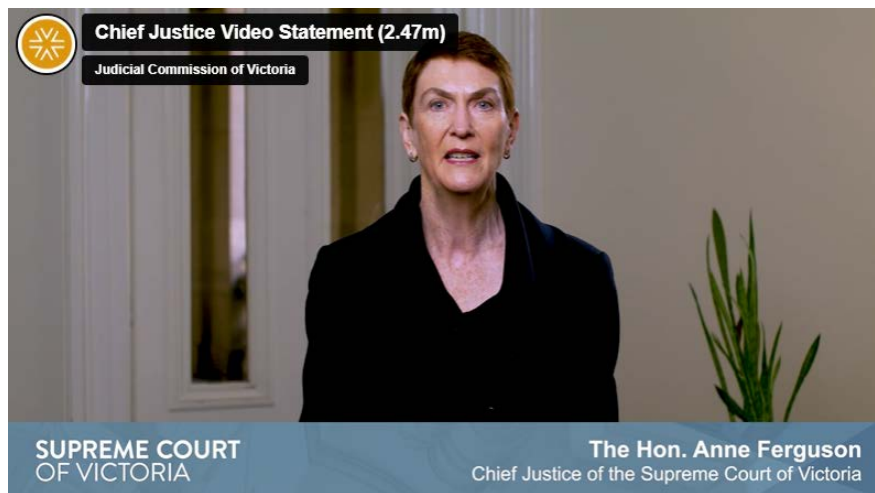 Chief Justice Video Statement (2.47m)
Judicial Commission of Victoria
SUPREME COURT
OF VICTORIA
The Hon. Anne Ferguson
Chief Justice of the Supreme Court of Victoria